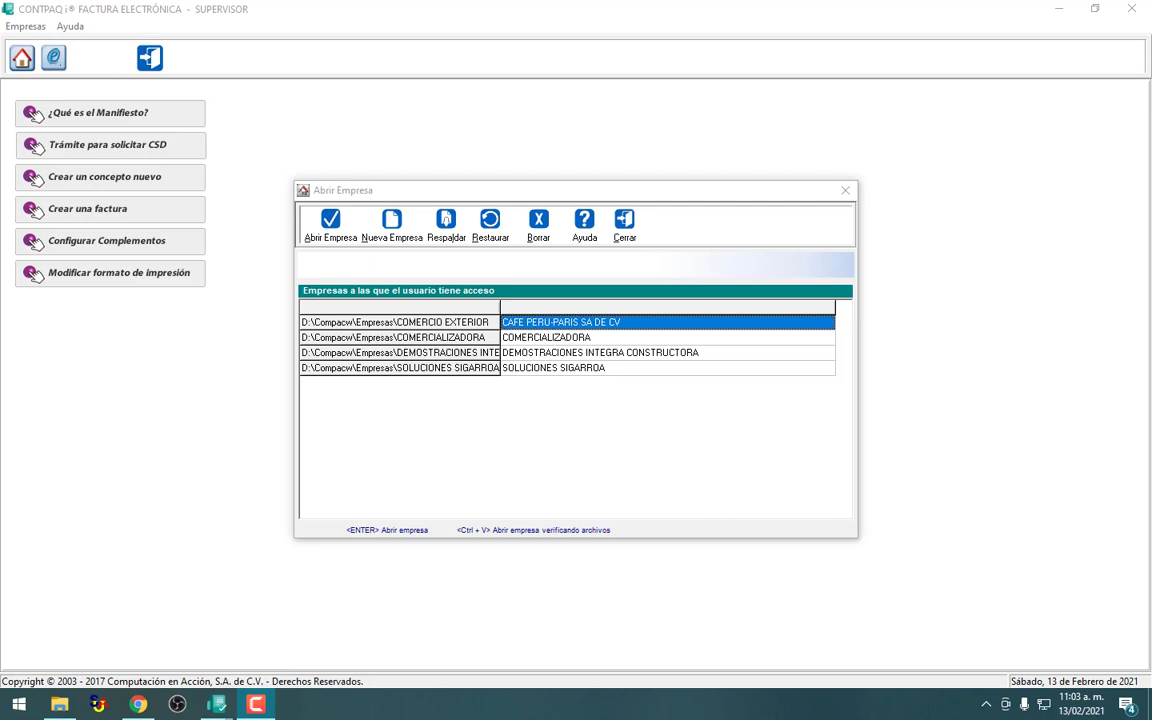 CONTPAQ i® FACTURA ELECTRÓNICA - SUPERVISOR
Empresas Ayuda
¿Qué es el Manifiesto?
Trámite para solicitar CSD
Crear un concepto nuevo
Crear una factura
Configurar Complementos
Modificar formato de impresión
Abrir Empresa
Abrir Empresa Nueva Empresa Respaldar Restaurar Borrar Ayuda Cerrar
Empresas a las que el usuario tiene acceso
D:\Compacw\Empresas\COMERCIO EXTERIOR CAFE PERU-PARIS SA DE CV
D:\Compacw\Empresas\COMERCIALIZADORA COMERCIALIZADORA
D:\Compacw\Empresas\DEMOSTRACIONES INTE DEMOSTRACIONES INTEGRA CONSTRUCTORA
D:\Compacw\Empresas\SOLUCIONES SIGARROA SOLUCIONES SIGARROA
<ENTER> Abrir empresa <Ctrl + V> Abrir empresa verificando archivos
Copyright © 2003 - 2017 Computación en Acción, S.A. de C.V. - Derechos Reservados. Sábado, 13 de Febrero de 2021
11:03 a. m.
13/02/2021
4